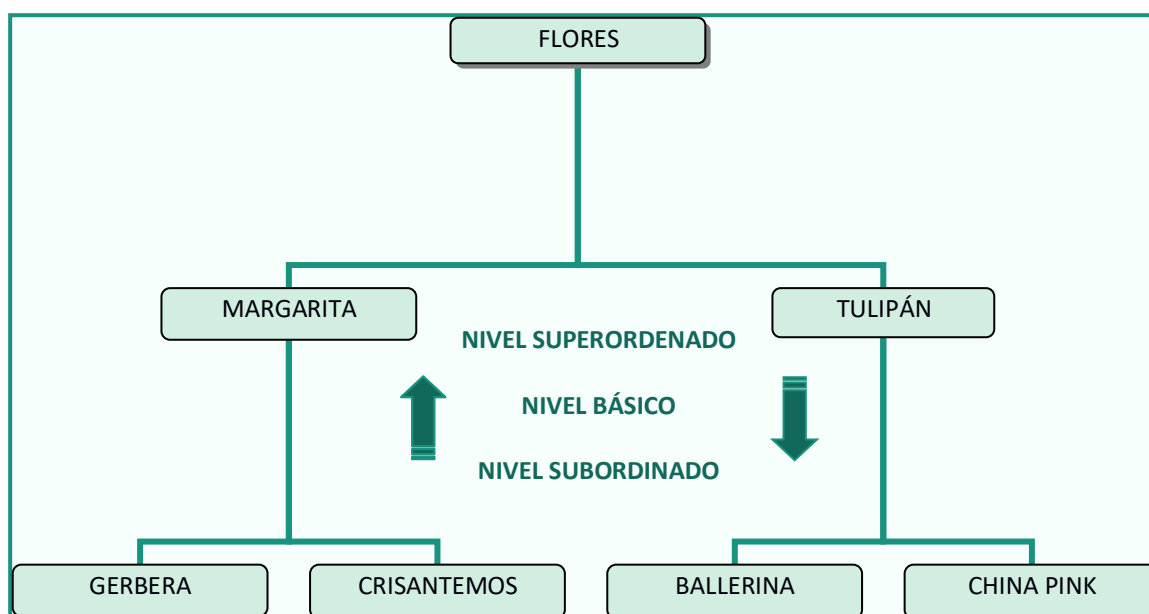 FLORES
MARGARITA
TULIPÁN
NIVEL SUPERORDENADO
NIVEL BÁSICO
NIVEL SUBORDINADO
GERBERA
CRISANTEMOS
BALLERINA
CHINA PINK